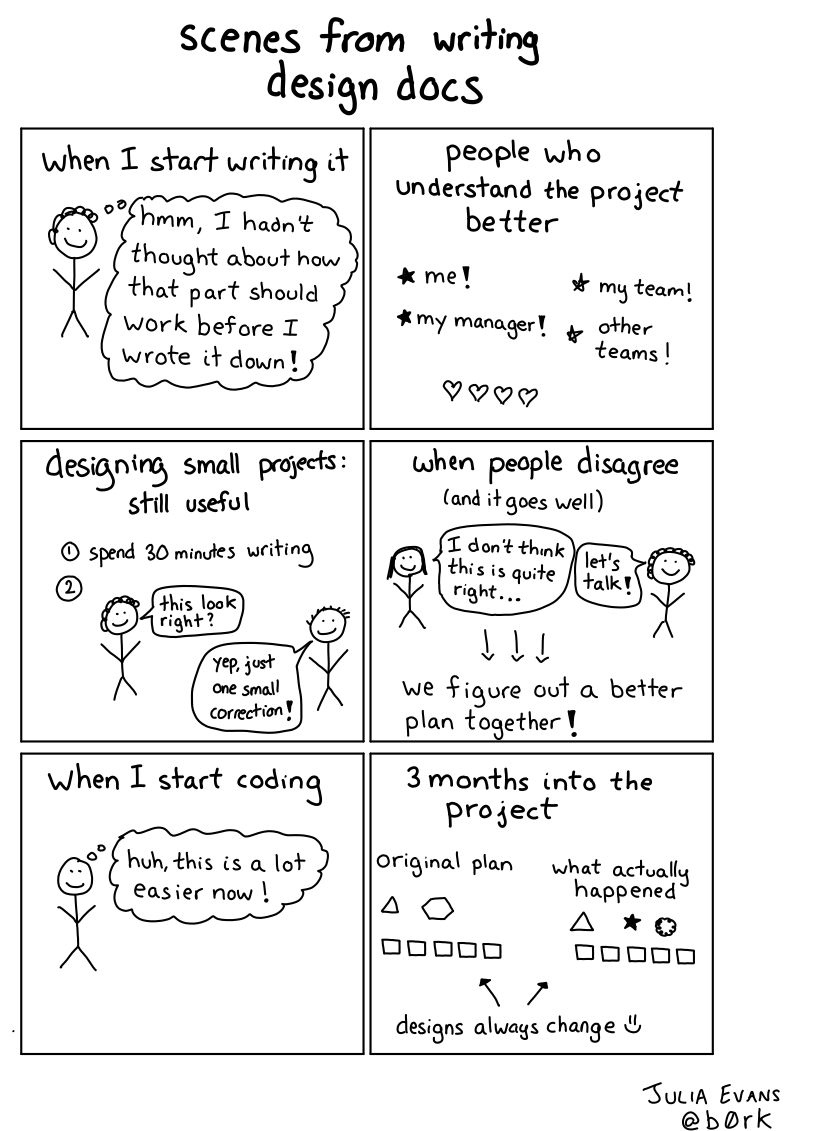 scenes from writing
design docs
when I start writing it
hmm, I hadn't
thought about how
that part should
work before I
wrote it down!
people who
understand the project
better
★ me!
☆ my team!
★ my manager!
☆ other
teams!
♡♡♡♡
designing small projects:
still useful
① spend 30 minutes writing
②
this look
right?
yep, just
one small
correction!
when people disagree
(and it goes well)
I don't think
this is quite
right...
let's
talk!
we figure out a better
plan together!
when I start coding
huh, this is a lot
easier now!
3 months into the
project
original plan
what actually
happened
designs always change
JULIA EVANS
@b0rk